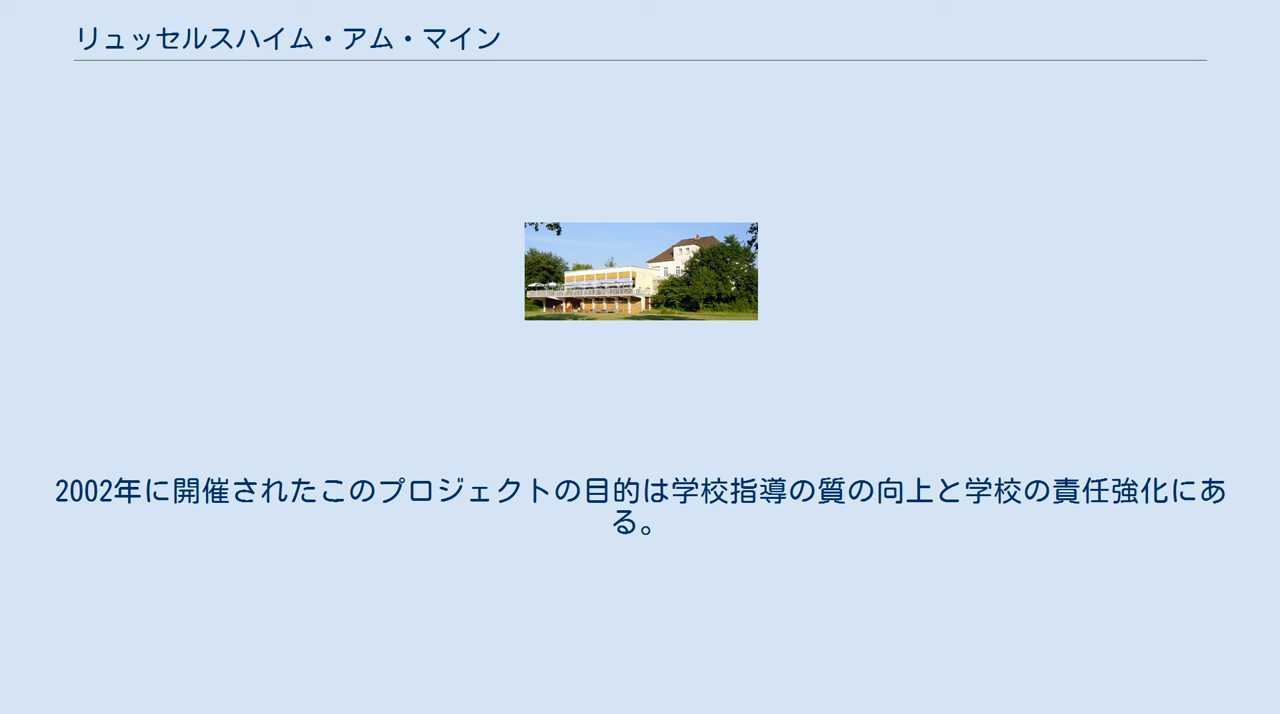 リュッセルスハイム・アム・マイン
2002年に開催されたこのプロジェクトの目的は学校指導の質の向上と学校の責任強化にあ
る。